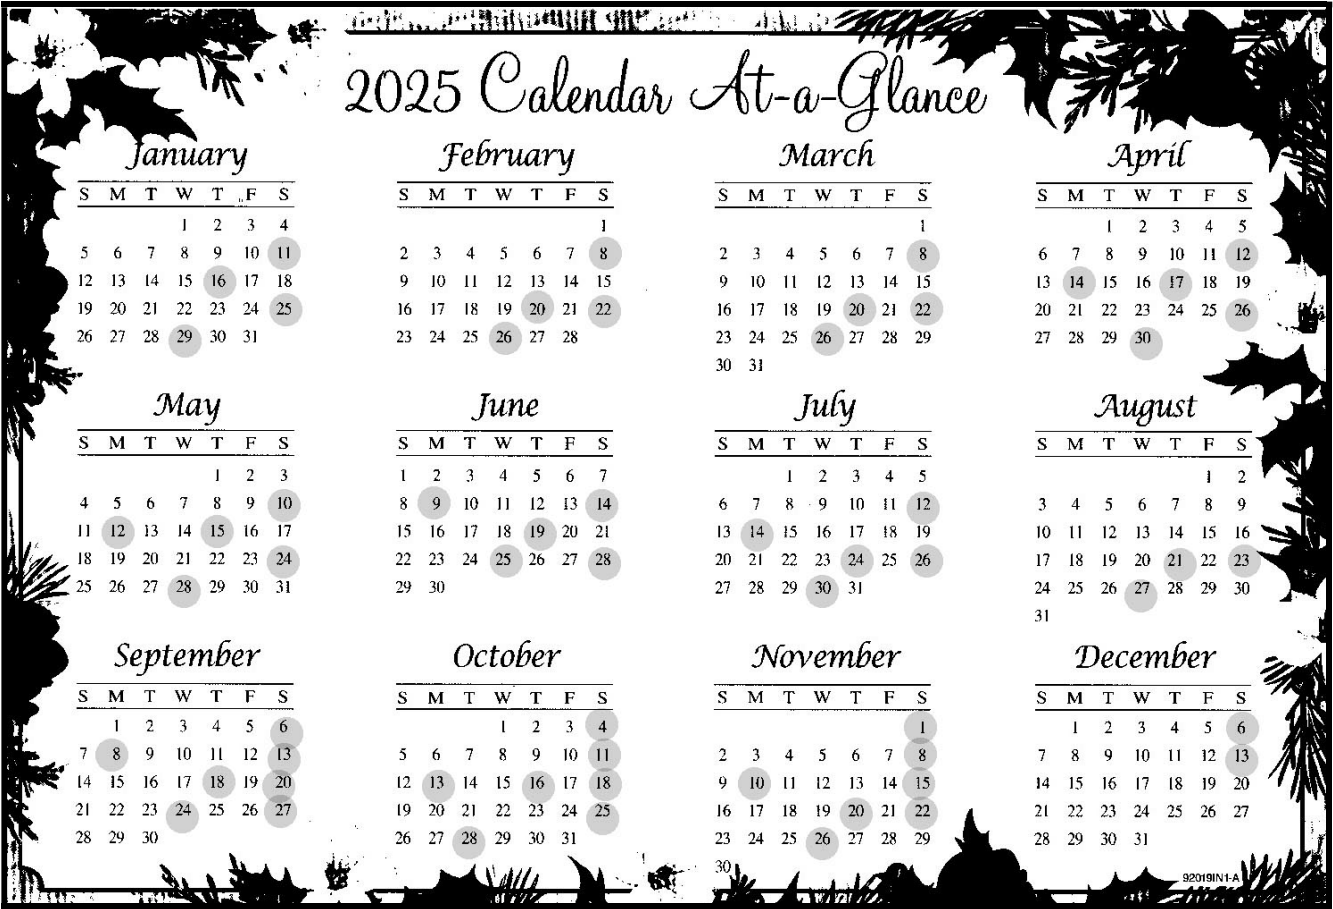 2025 Calendar At-a-Glance
January February March April
S M T W T F S S M T W T F S S M T W T F S S M T W T F S
1 2 3 4 1 1 1 2 3 4 5
5 6 7 8 9 10 11 2 3 4 5 6 7 8 2 3 4 5 6 7 8 6 7 8 9 10 11 12
12 13 14 15 16 17 18 9 10 11 12 13 14 15 9 10 11 12 13 14 15 13 14 15 16 17 18 19
19 20 21 22 23 24 25 16 17 18 19 20 21 22 16 17 18 19 20 21 22 20 21 22 23 24 25 26
26 27 28 29 30 31 23 24 25 26 27 28 23 24 25 26 27 28 29 27 28 29 30
30 31
May June July August
S M T W T F S S M T W T F S S M T W T F S S M T W T F S
1 2 3 1 2 3 4 5 6 7 1 2 3 4 5 1 2
4 5 6 7 8 9 10 8 9 10 11 12 13 14 6 7 8 9 10 11 12 3 4 5 6 7 8 9
11 12 13 14 15 16 17 15 16 17 18 19 20 21 13 14 15 16 17 18 19 10 11 12 13 14 15 16
18 19 20 21 22 23 24 22 23 24 25 26 27 28 20 21 22 23 24 25 26 17 18 19 20 21 22 23
25 26 27 28 29 30 31 29 30 27 28 29 30 31 24 25 26 27 28 29 30
31
September October November December
S M T W T F S S M T W T F S S M T W T F S S M T W T F S
1 2 3 4 5 6 1 2 3 4 1 1 2 3 4 5 6
7 8 9 10 11 12 13 5 6 7 8 9 10 11 2 3 4 5 6 7 8 7 8 9 10 11 12 13
14 15 16 17 18 19 20 12 13 14 15 16 17 18 9 10 11 12 13 14 15 14 15 16 17 18 19 20
21 22 23 24 25 26 27 19 20 21 22 23 24 25 16 17 18 19 20 21 22 21 22 23 24 25 26 27
28 29 30 26 27 28 29 30 31 23 24 25 26 27 28 29 28 29 30 31
30
92019IN1-A